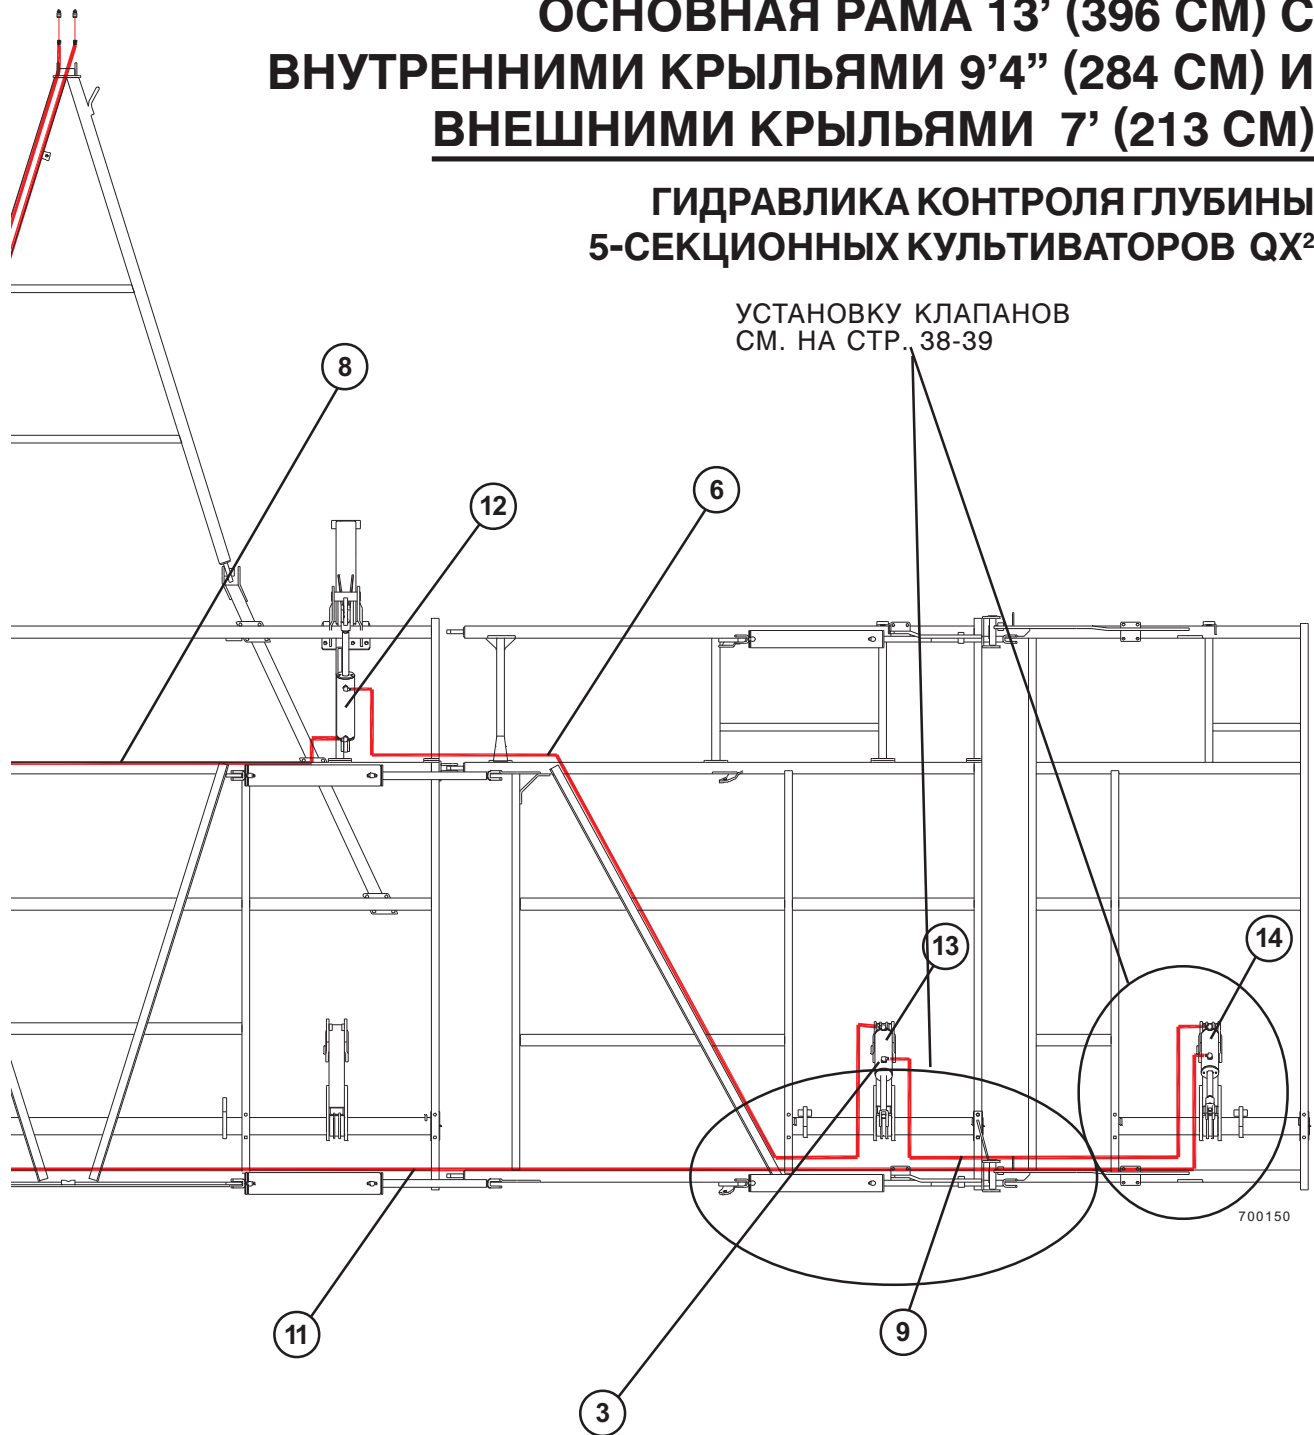 ОСНОВНАЯ РАМА 13’ (396 СМ) С
ВНУТРЕННИМИ КРЫЛЬЯМИ 9’4” (284 СМ) И
ВНЕШНИМИ КРЫЛЬЯМИ 7’ (213 СМ)
ГИДРАВЛИКА КОНТРОЛЯ ГЛУБИНЫ
5-СЕКЦИОННЫХ КУЛЬТИВАТОРОВ QX²
УСТАНОВКУ КЛАПАНОВ
СМ. НА СТР. 38-39
8
12
6
13
14
700150
11
9
3